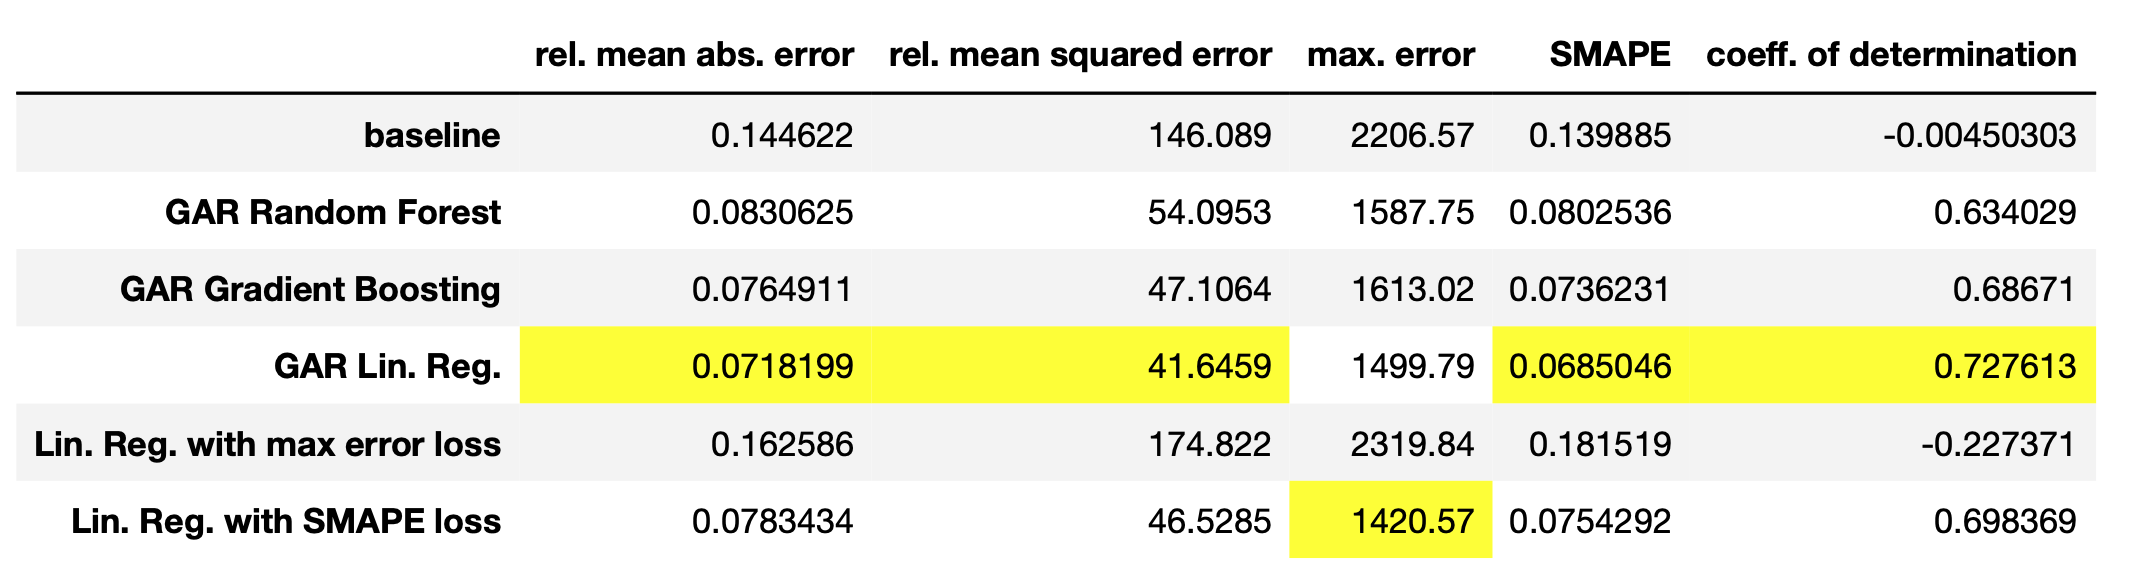 rel. mean abs. error rel. mean squared error max. error SMAPE coeff. of determination
baseline 0.144622 146.089 2206.57 0.139885 -0.00450303
GAR Random Forest 0.0830625 54.0953 1587.75 0.0802536 0.634029
GAR Gradient Boosting 0.0764911 47.1064 1613.02 0.0736231 0.68671
GAR Lin. Reg. 0.0718199 41.6459 1499.79 0.0685046 0.727613
Lin. Reg. with max error loss 0.162586 174.822 2319.84 0.181519 -0.227371
Lin. Reg. with SMAPE loss 0.0783434 46.5285 1420.57 0.0754292 0.698369